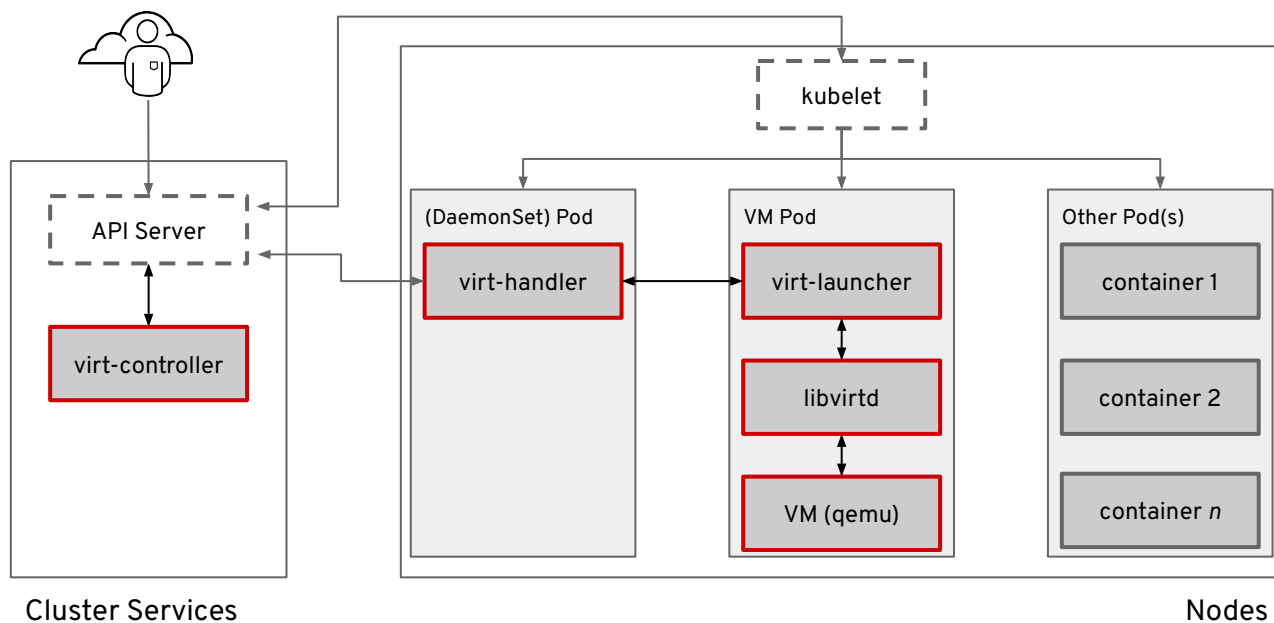 kubelet
API Server
virt-controller
(DaemonSet) Pod
virt-handler
VM Pod
virt-launcher
libvirtd
VM (qemu)
Other Pod(s)
container 1
container 2
container n
Cluster Services
Nodes